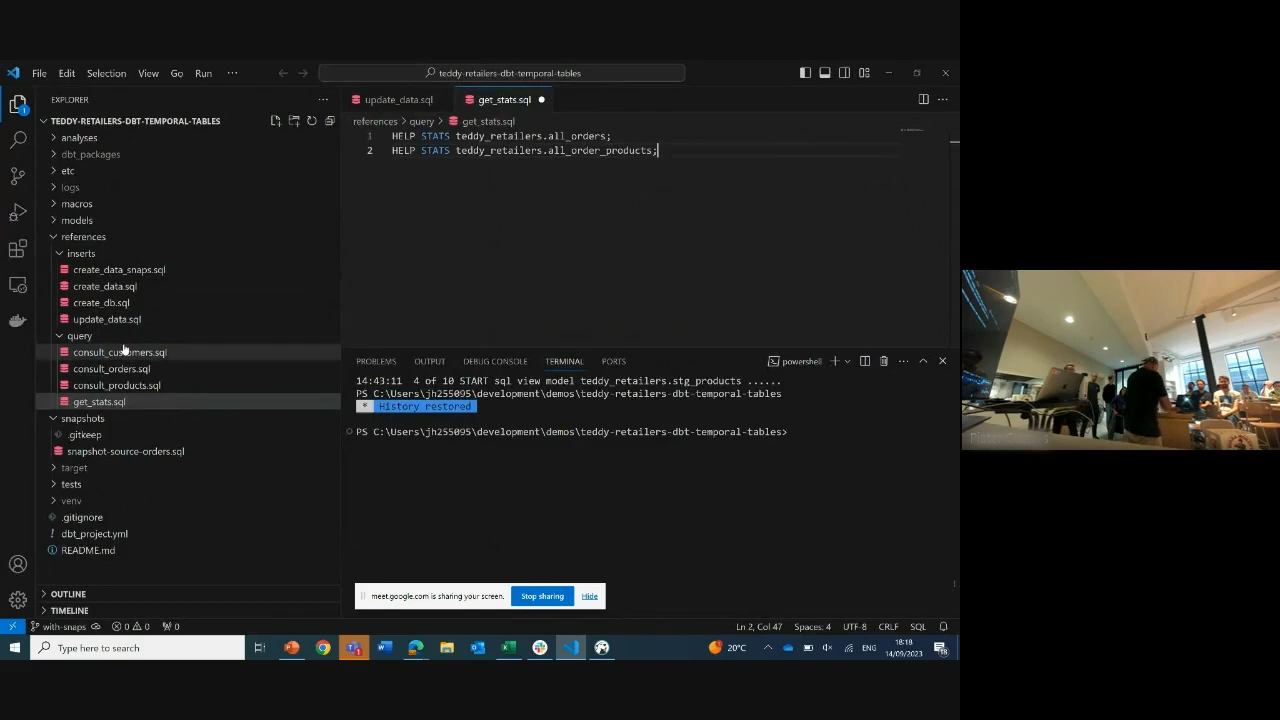 File Edit Selection View Go Run ...
teddy-retailers-dbt-temporal-tables
EXPLORER ...
TEDDY-RETAILERS-DBT-TEMPORAL-TABLES
analyses
dbt_packages
etc
logs
macros
models
references
inserts
create_data_snaps.sql
create_data.sql
create_db.sql
update_data.sql
query
consult_customers.sql
consult_orders.sql
consult_products.sql
get_stats.sql
snapshots
.gitkeep
snapshot-source-orders.sql
target
tests
venv
.gitignore
dbt_project.yml
README.md
OUTLINE
TIMELINE
update_data.sql get_stats.sql
references > query > get_stats.sql
1 HELP STATS teddy_retailers.all_orders;
2 HELP STATS teddy_retailers.all_order_products;
PROBLEMS OUTPUT DEBUG CONSOLE TERMINAL PORTS powershell
14:43:11 4 of 10 START sql view model teddy_retailers.stg_products ......
PS C:\Users\jh255095\development\demos\teddy-retailers-dbt-temporal-tables
* History restored
PS C:\Users\jh255095\development\demos\teddy-retailers-dbt-temporal-tables>
meet.google.com is sharing your screen. Stop sharing Hide
with-snaps 0 0 0 Ln 2, Col 47 Spaces: 4 UTF-8 CRLF SQL
Type here to search 20°C ENG 18:18
14/09/2023